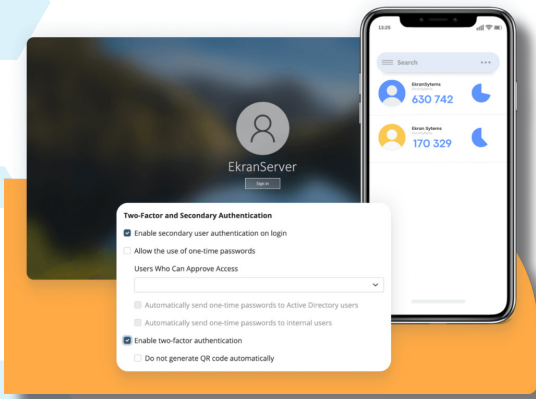 EkranServer
Sign in
13:25
Search
EkranSytems
630 742
Ekran Sytems
170 329
Two-Factor and Secondary Authentication
Enable secondary user authentication on login
Allow the use of one-time passwords
Users Who Can Approve Access
Automatically send one-time passwords to Active Directory users
Automatically send one-time passwords to internal users
Enable two-factor authentication
Do not generate QR code automatically